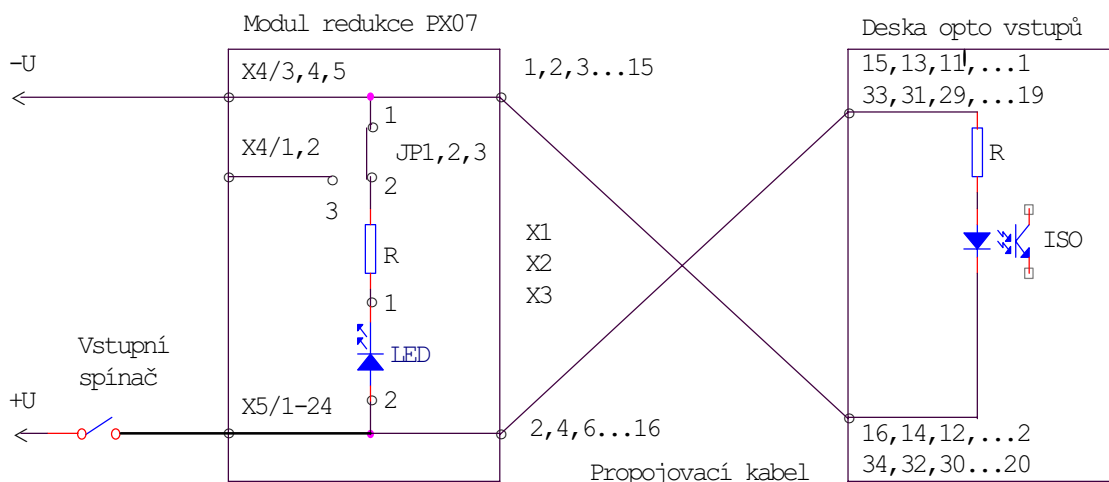 Modul redukce PX07
Deska opto vstupů
-U
X4/3,4,5
1,2,3...15
15,13,11,...1
33,31,29,...19
1
X4/1,2
JP1,2,3
R
2
3
X1
R
ISO
X2
X3
1
Vstupní
LED
spínač
+U
X5/1-24
2
2,4,6...16
16,14,12,...2
34,32,30...20
Propojovací kabel